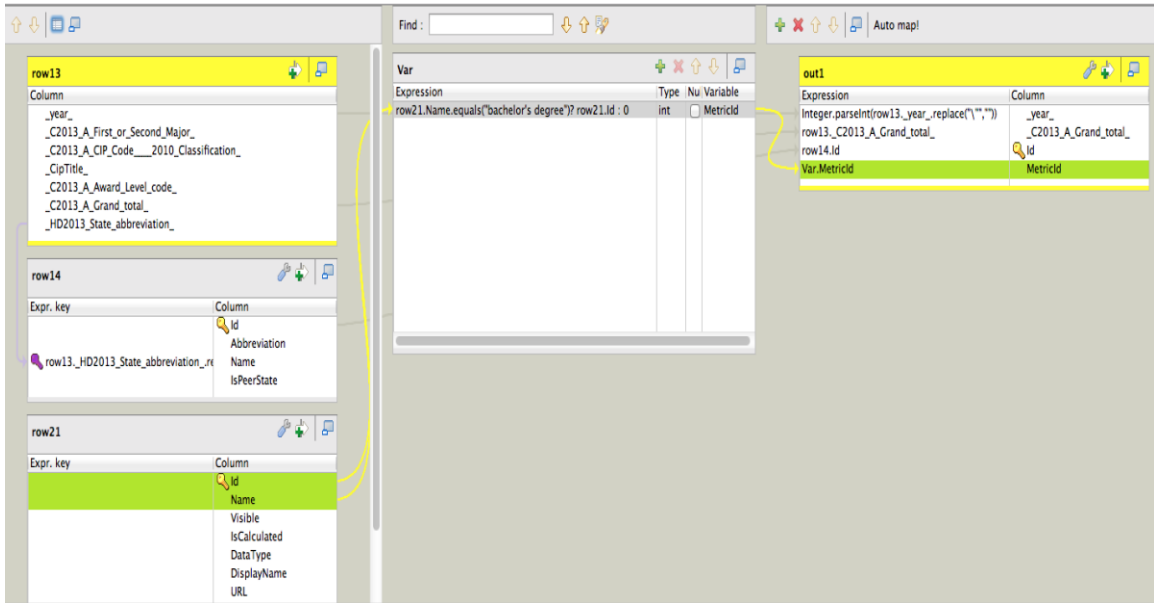 Find :
Auto map!
row13
Column
_year_
_C2013_A_First_or_Second_Major_
_C2013_A_CIP_Code___2010_Classification_
_CipTitle_
_C2013_A_Award_Level_code_
_C2013_A_Grand_total_
_HD2013_State_abbreviation_
row14
Expr. key Column
Id
Abbreviation
row13._HD2013_State_abbreviation_.re Name
IsPeerState
row21
Expr. key Column
Id
Name
Visible
IsCalculated
DataType
DisplayName
URL
Var
Expression Type Nu Variable
row21.Name.equals("bachelor's degree")? row21.Id : 0 int MetricId
out1
Expression Column
Integer.parseInt(row13._year_.replace("\"","")) _year_
row13._C2013_A_Grand_total_ _C2013_A_Grand_total_
row14.Id Id
Var.MetricId MetricId